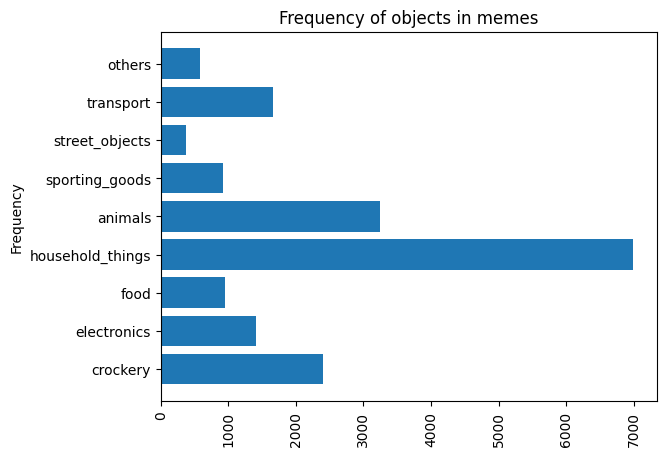 Frequency of objects in memes
Frequency
others
transport
street_objects
sporting_goods
animals
household_things
food
electronics
crockery
0
1000
2000
3000
4000
5000
6000
7000